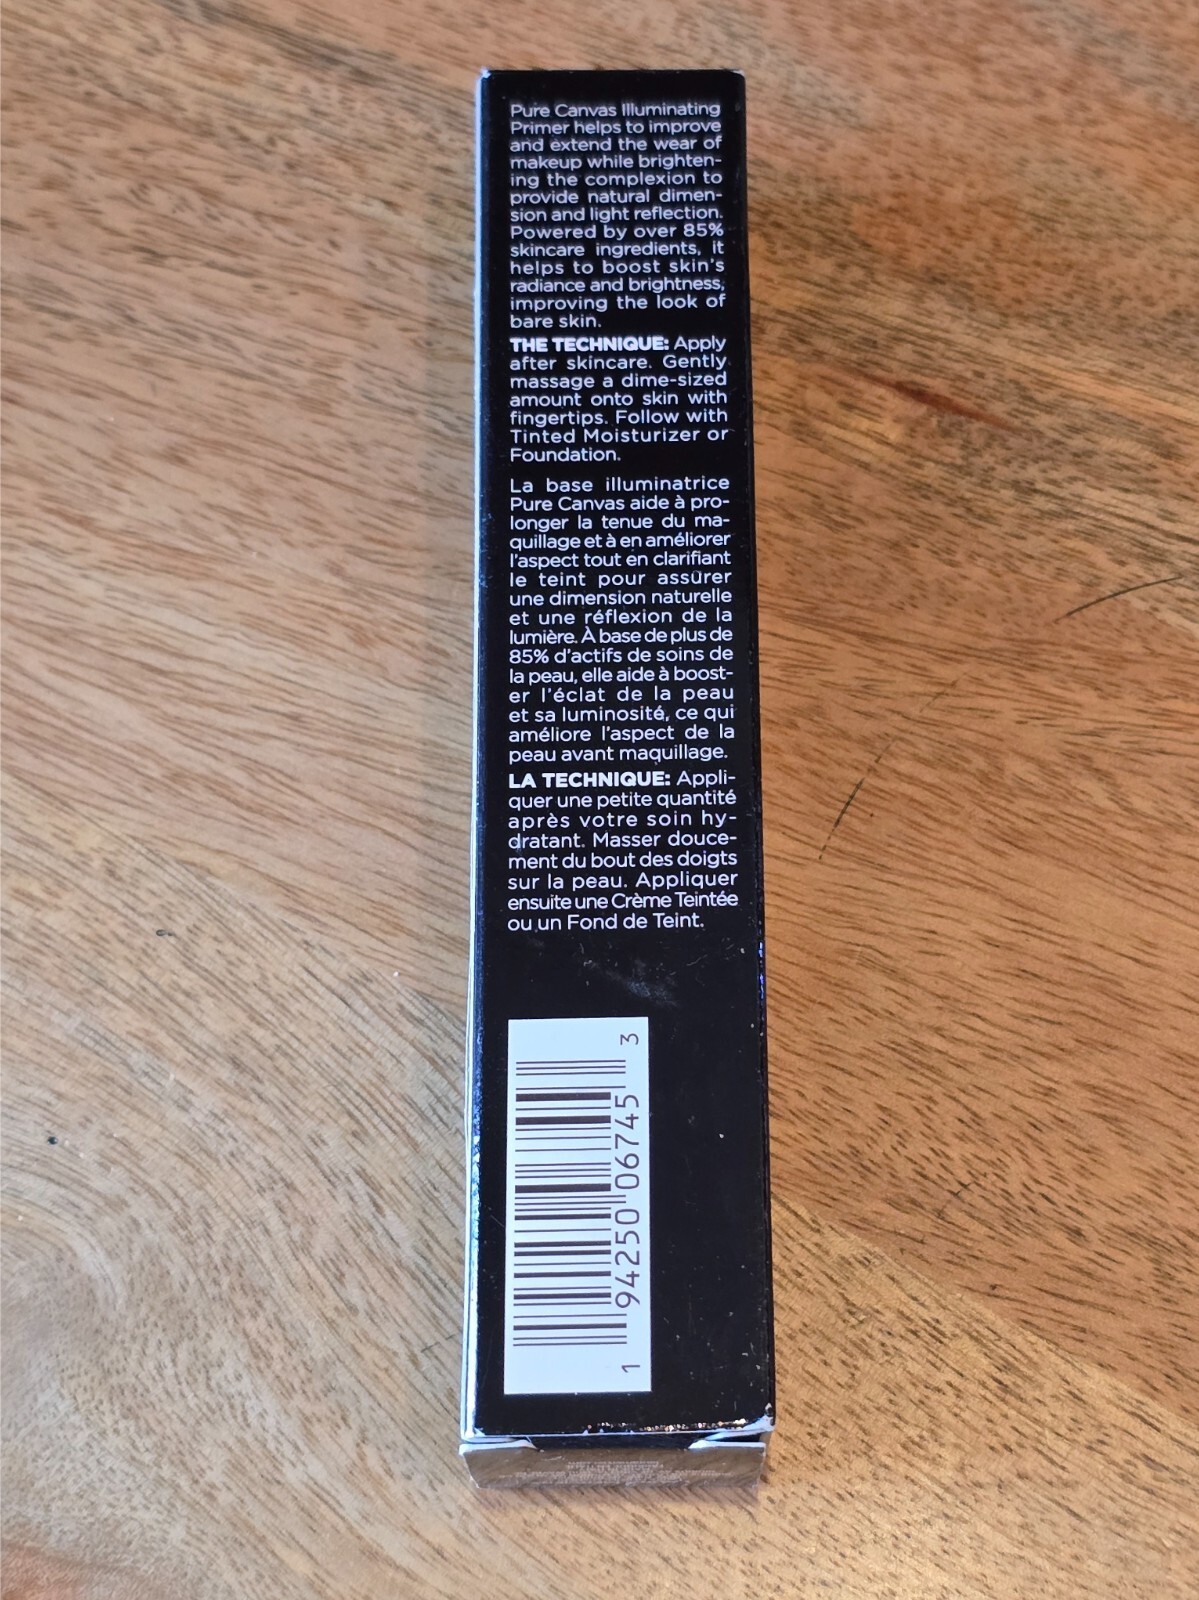 Pure Canvas Illuminating
Primer helps to improve
and extend the wear of
makeup while brighten-
ing the complexion to
provide natural dimen-
sion and light reflection.
Powered by over 85%
skincare ingredients, it
helps to boost skin's
radiance and brightness,
improving the look of
bare skin.
THE TECHNIQUE: Apply
after skincare. Gently
massage a dime-sized
amount onto skin with
fingertips. Follow with
Tinted Moisturizer or
Foundation.
La base illuminatrice
Pure Canvas aide à pro-
longer la tenue du ma-
quillage et à en améliorer
l'aspect tout en clarifiant
le teint pour assurer
une dimension naturelle
et une réflexion de la
lumière. À base de plus de
85% d'actifs de soins de
la peau, elle aide à boost-
er l'éclat de la peau
et sa luminosité, ce qui
améliore l'aspect de la
peau avant maquillage.
LA TECHNIQUE: Appli-
quer une petite quantité
après votre soin hy-
dratant. Masser douce-
ment du bout des doigts
sur la peau. Appliquer
ensuite une Crème Teintée
ou un Fond de Teint.
1 94250 06745 3